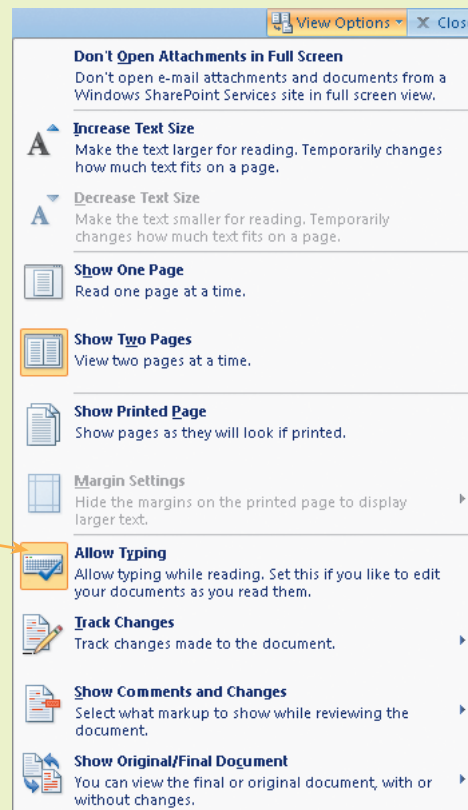 View Options
X Clos
Don't Open Attachments in Full Screen
Don't open e-mail attachments and documents from a
Windows SharePoint Services site in full screen view.
Increase Text Size
Make the text larger for reading. Temporarily changes
how much text fits on a page.
Decrease Text Size
Make the text smaller for reading. Temporarily
changes how much text fits on a page.
Show One Page
Read one page at a time.
Show Two Pages
View two pages at a time.
Show Printed Page
Show pages as they will look if printed.
Margin Settings
Hide the margins on the printed page to display
larger text.
Allow Typing
Allow typing while reading. Set this if you like to edit
your documents as you read them.
Track Changes
Track changes made to the document.
Show Comments and Changes
Select what markup to show while reviewing the
document.
Show Original/Final Document
You can view the final or original document, with or
without changes.